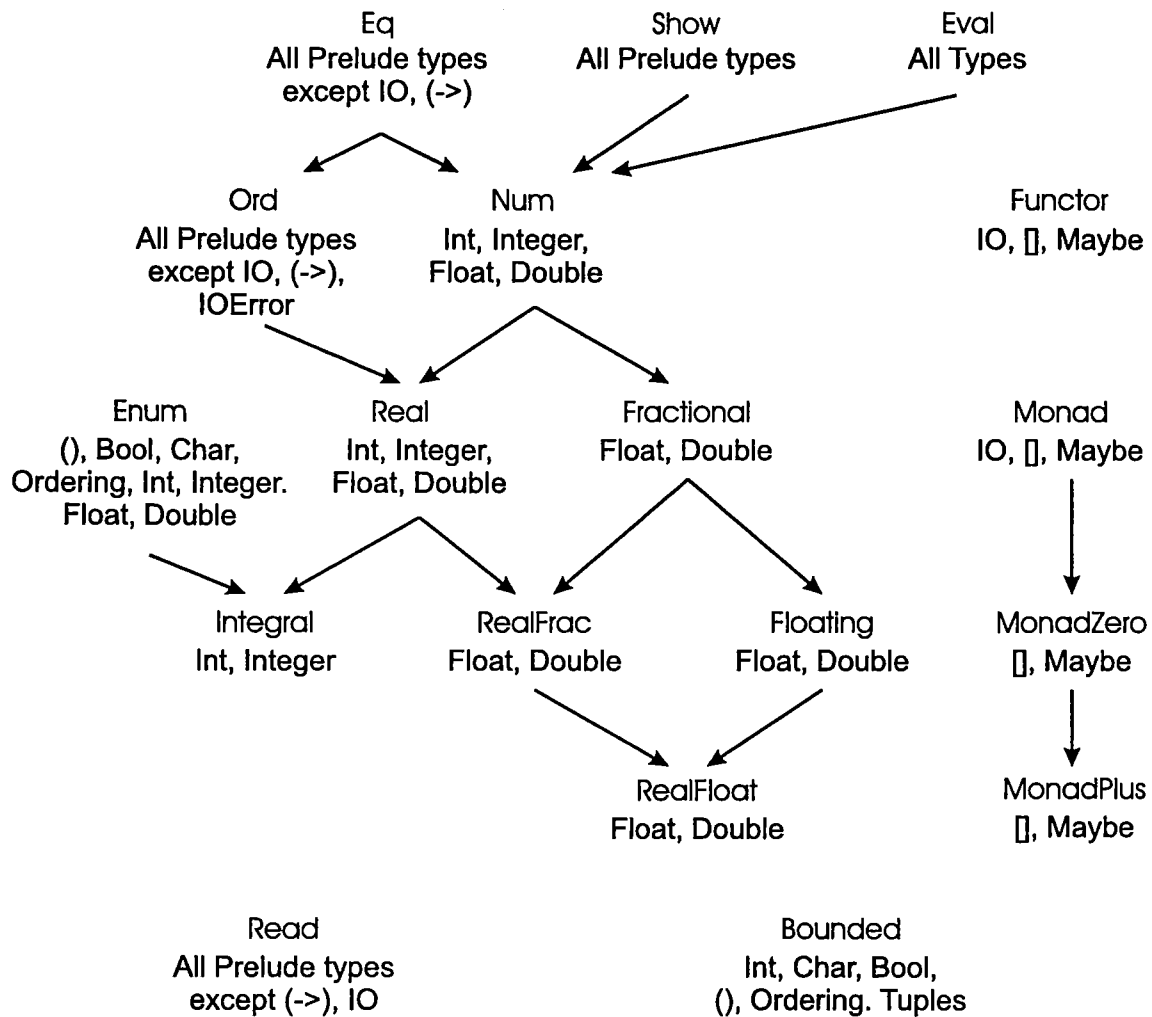 Eq
All Prelude types
except IO, (->)
Show
All Prelude types
Eval
All Types
Ord
All Prelude types
except IO, (->),
IOError
Num
Int, Integer,
Float, Double
Functor
IO, [], Maybe
Enum
(), Bool, Char,
Ordering, Int, Integer.
Float, Double
Real
Int, Integer,
Float, Double
Fractional
Float, Double
Monad
IO, [], Maybe
Integral
Int, Integer
RealFrac
Float, Double
Floating
Float, Double
MonadZero
[], Maybe
RealFloat
Float, Double
MonadPlus
[], Maybe
Read
All Prelude types
except (->), IO
Bounded
Int, Char, Bool,
(), Ordering. Tuples